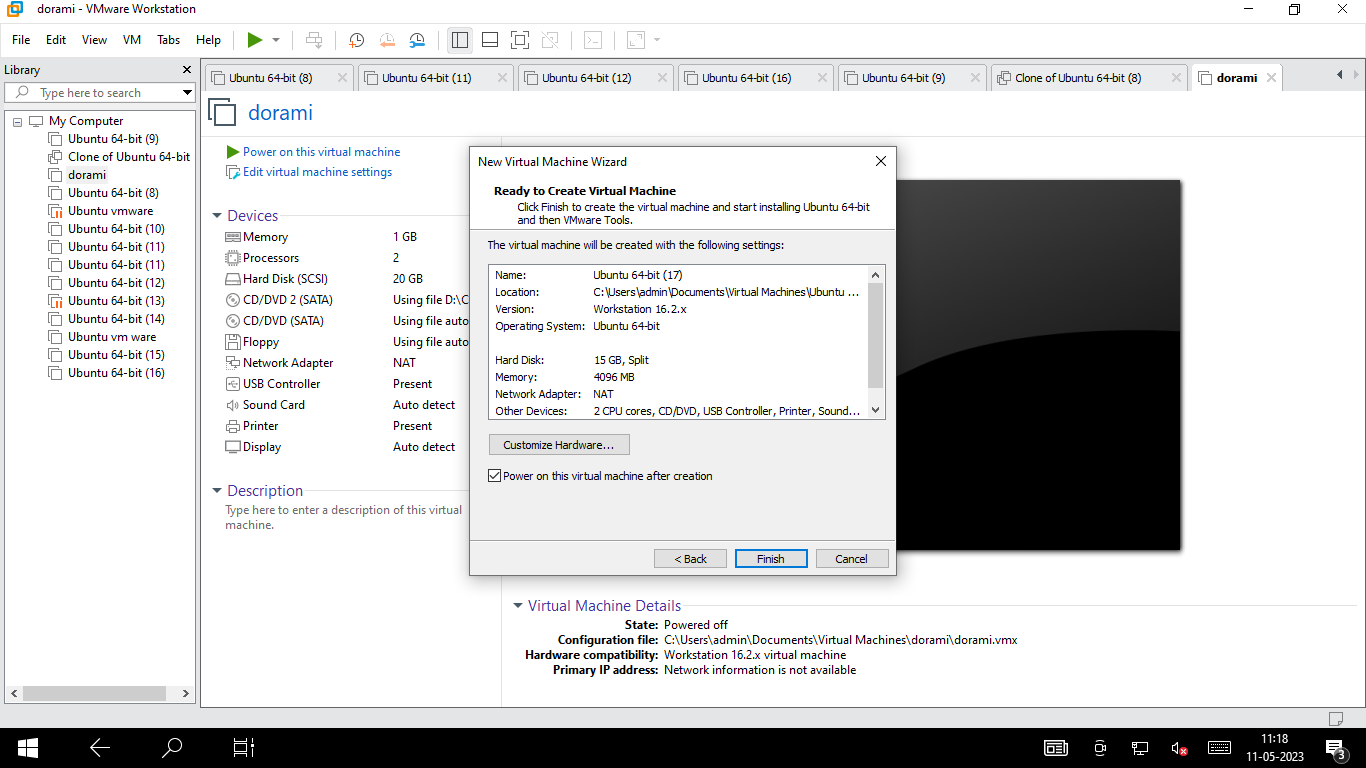 dorami - VMware Workstation
File Edit View VM Tabs Help
Library
Type here to search
My Computer
Ubuntu 64-bit (9)
Clone of Ubuntu 64-bit
dorami
Ubuntu 64-bit (8)
Ubuntu vmware
Ubuntu 64-bit (10)
Ubuntu 64-bit (11)
Ubuntu 64-bit (11)
Ubuntu 64-bit (12)
Ubuntu 64-bit (13)
Ubuntu 64-bit (14)
Ubuntu vm ware
Ubuntu 64-bit (15)
Ubuntu 64-bit (16)
Ubuntu 64-bit (8) Ubuntu 64-bit (11) Ubuntu 64-bit (12) Ubuntu 64-bit (16) Ubuntu 64-bit (9) Clone of Ubuntu 64-bit (8) dorami
dorami
Power on this virtual machine
Edit virtual machine settings
Devices
Memory 1 GB
Processors 2
Hard Disk (SCSI) 20 GB
CD/DVD 2 (SATA) Using file D:\C
CD/DVD (SATA) Using file auto
Floppy Using file auto
Network Adapter NAT
USB Controller Present
Sound Card Auto detect
Printer Present
Display Auto detect
Description
Type here to enter a description of this virtual
machine.
New Virtual Machine Wizard
Ready to Create Virtual Machine
Click Finish to create the virtual machine and start installing Ubuntu 64-bit
and then VMware Tools.
The virtual machine will be created with the following settings:
Name: Ubuntu 64-bit (17)
Location: C:\Users\admin\Documents\Virtual Machines\Ubuntu ...
Version: Workstation 16.2.x
Operating System: Ubuntu 64-bit
Hard Disk: 15 GB, Split
Memory: 4096 MB
Network Adapter: NAT
Other Devices: 2 CPU cores, CD/DVD, USB Controller, Printer, Sound...
Customize Hardware...
Power on this virtual machine after creation
< Back Finish Cancel
Virtual Machine Details
State: Powered off
Configuration file: C:\Users\admin\Documents\Virtual Machines\dorami\dorami.vmx
Hardware compatibility: Workstation 16.2.x virtual machine
Primary IP address: Network information is not available
11:18
11-05-2023
3